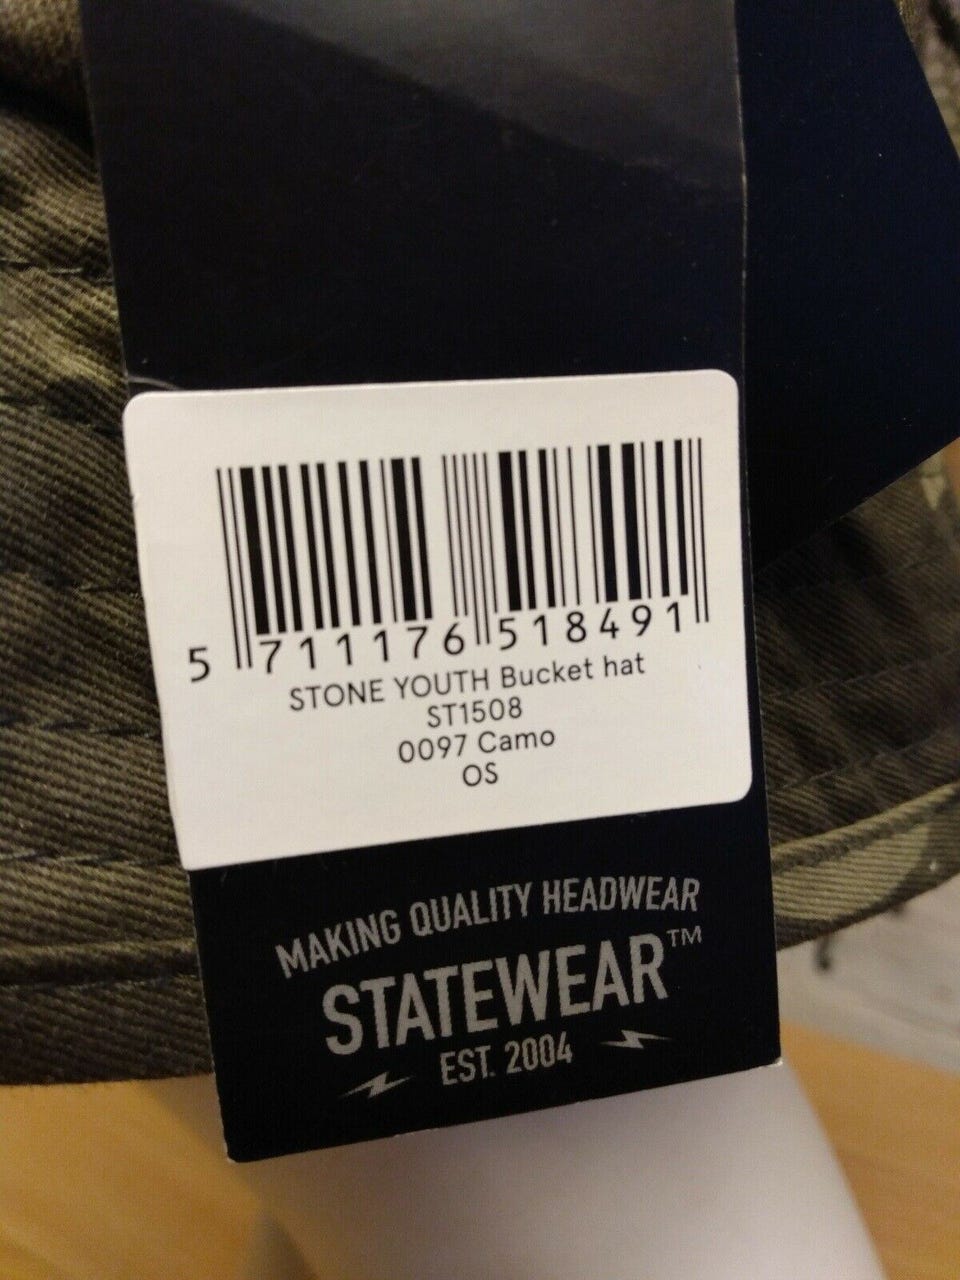 5 711176 518491
STONE YOUTH Bucket hat
ST1508
0097 Camo
OS
MAKING QUALITY HEADWEAR
STATEWEAR™
EST. 2004